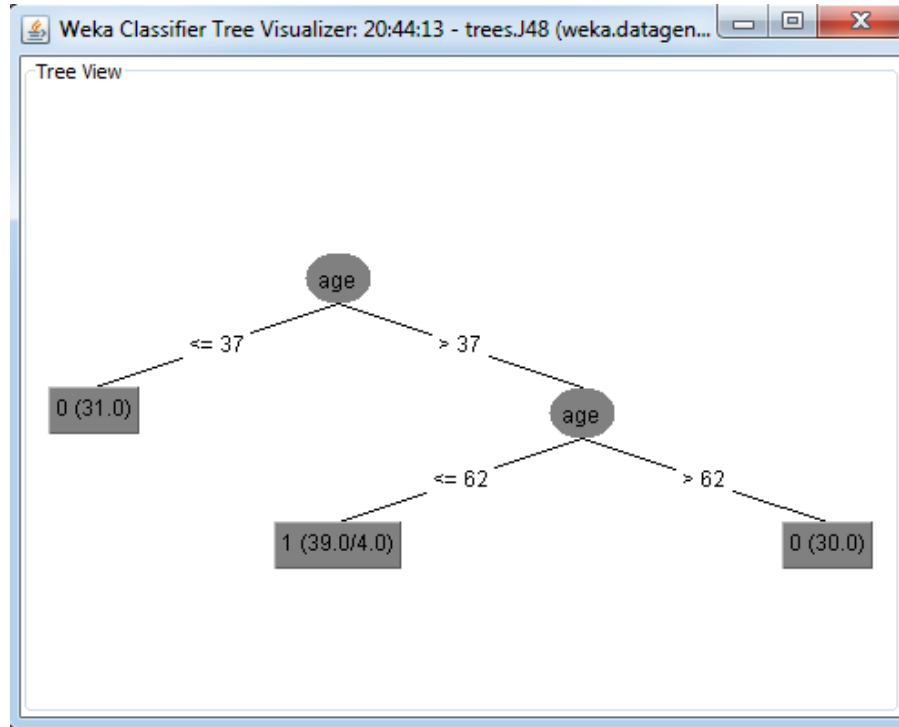 Weka Classifier Tree Visualizer: 20:44:13 - trees.J48 (weka.datagen...
Tree View
age
<= 37
> 37
0 (31.0)
age
<= 62
> 62
1 (39.0/4.0)
0 (30.0)